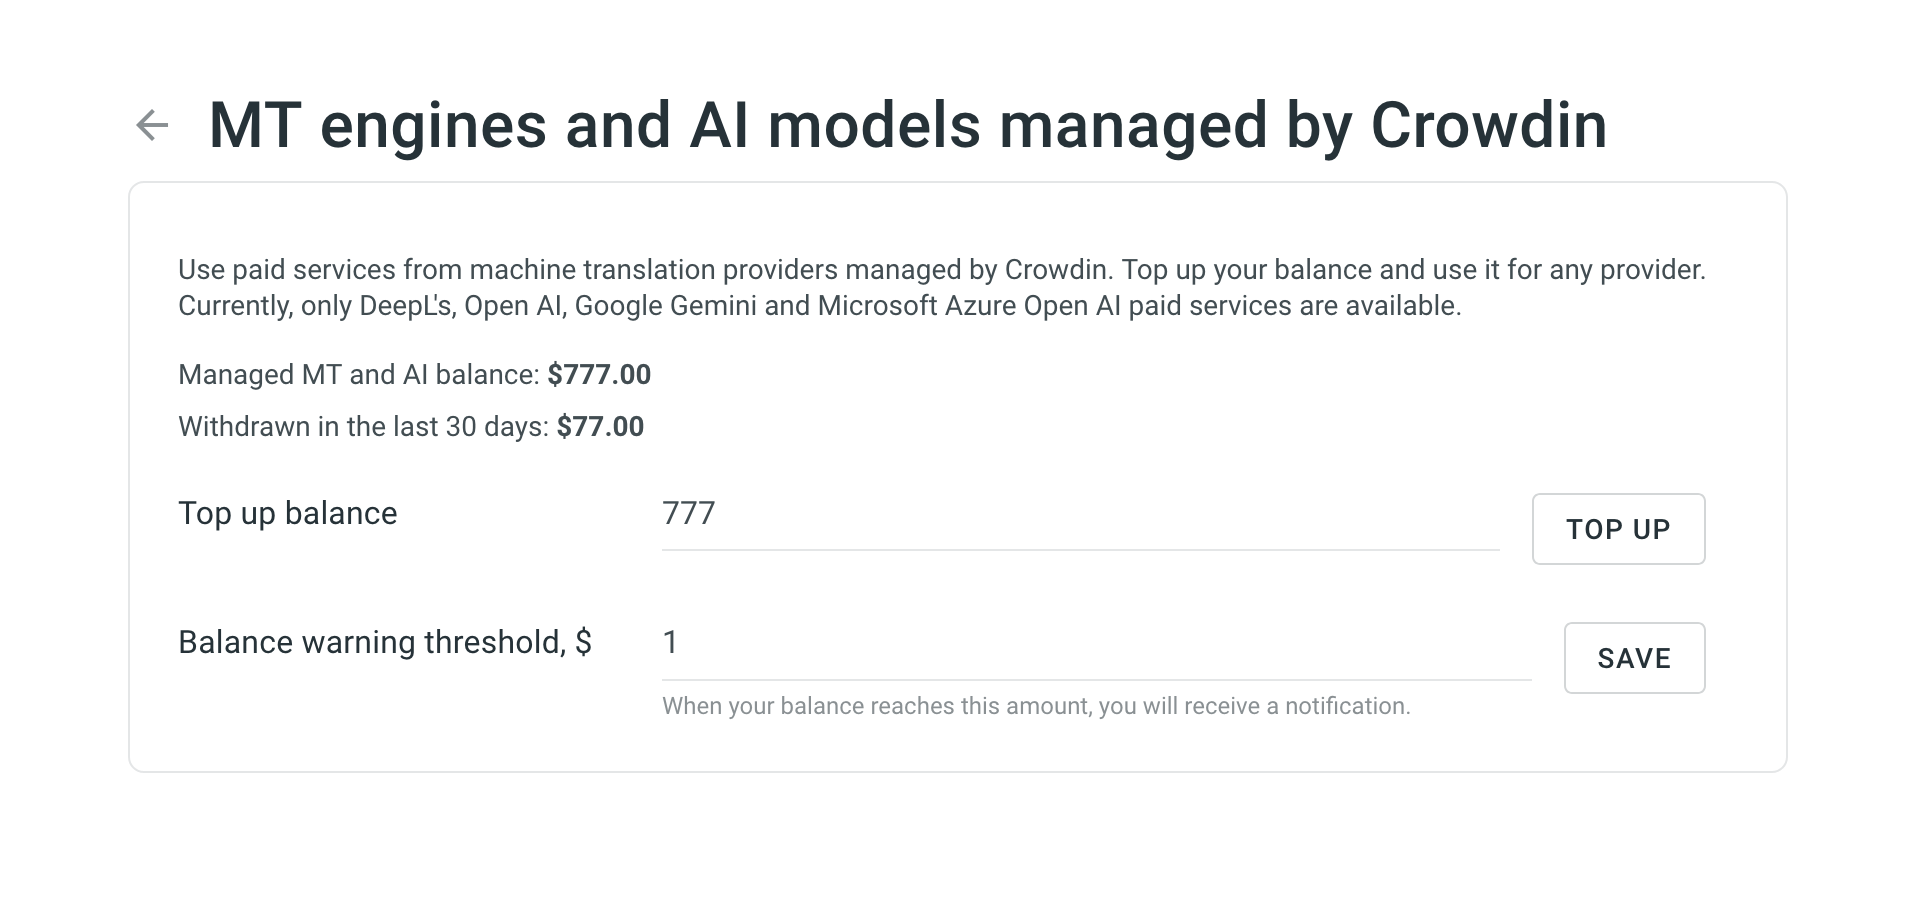 MT engines and AI models managed by Crowdin
Use paid services from machine translation providers managed by Crowdin. Top up your balance and use it for any provider.
Currently, only DeepL's, Open AI, Google Gemini and Microsoft Azure Open AI paid services are available.
Managed MT and AI balance: $777.00
Withdrawn in the last 30 days: $77.00
Top up balance
777
TOP UP
Balance warning threshold, $
1
SAVE
When your balance reaches this amount, you will receive a notification.